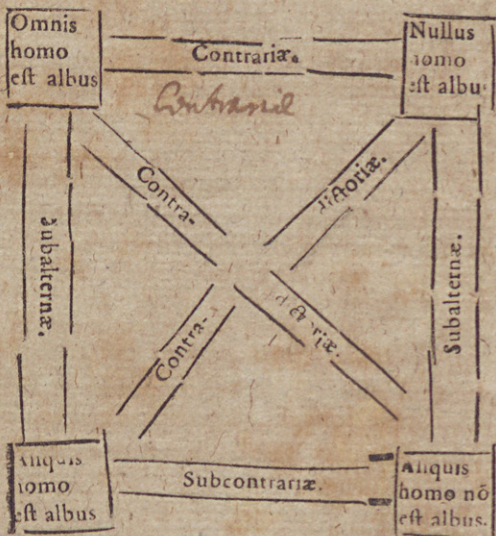 Omnis
homo
est albus
Contrariæ.
Nullus
homo
est albus
Contra-
dictoriæ.
Subalternæ.
Subalternæ.
Contra-
dictoriæ.
Aliquis
homo
est albus
Subcontrariæ.
Aliquis
homo nõ
est albus.